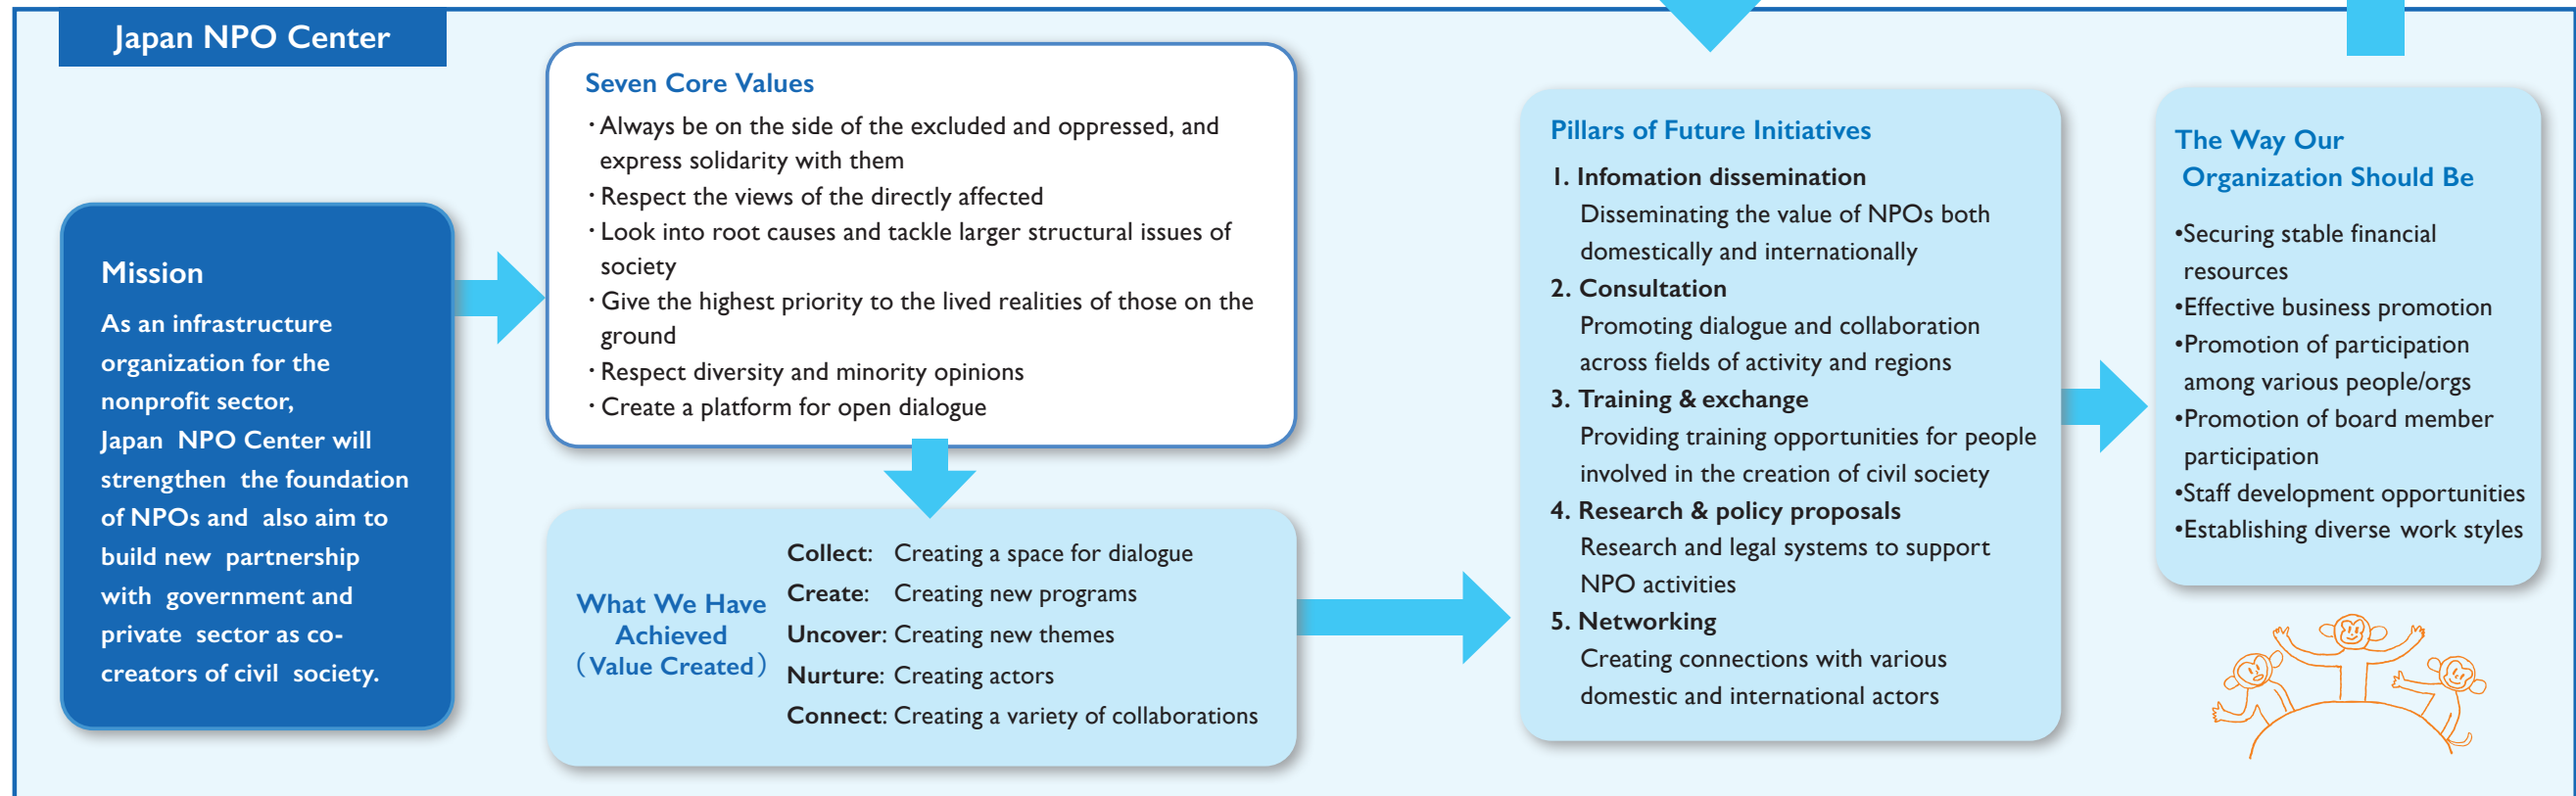 Japan NPO Center
Mission
As an infrastructure
organization for the
nonprofit sector,
Japan NPO Center will
strengthen the foundation
of NPOs and also aim to
build new partnership
with government and
private sector as co-
creators of civil society.
Seven Core Values
・Always be on the side of the excluded and oppressed, and
express solidarity with them
・Respect the views of the directly affected
・Look into root causes and tackle larger structural issues of
society
・Give the highest priority to the lived realities of those on the
ground
・Respect diversity and minority opinions
・Create a platform for open dialogue
What We Have
Achieved
（Value Created）
Collect: Creating a space for dialogue
Create: Creating new programs
Uncover: Creating new themes
Nurture: Creating actors
Connect: Creating a variety of collaborations
Pillars of Future Initiatives
1. Infomation dissemination
Disseminating the value of NPOs both
domestically and internationally
2. Consultation
Promoting dialogue and collaboration
across fields of activity and regions
3. Training & exchange
Providing training opportunities for people
involved in the creation of civil society
4. Research & policy proposals
Research and legal systems to support
NPO activities
5. Networking
Creating connections with various
domestic and international actors
The Way Our
Organization Should Be
•Securing stable financial
resources
•Effective business promotion
•Promotion of participation
among various people/orgs
•Promotion of board member
participation
•Staff development opportunities
•Establishing diverse work styles